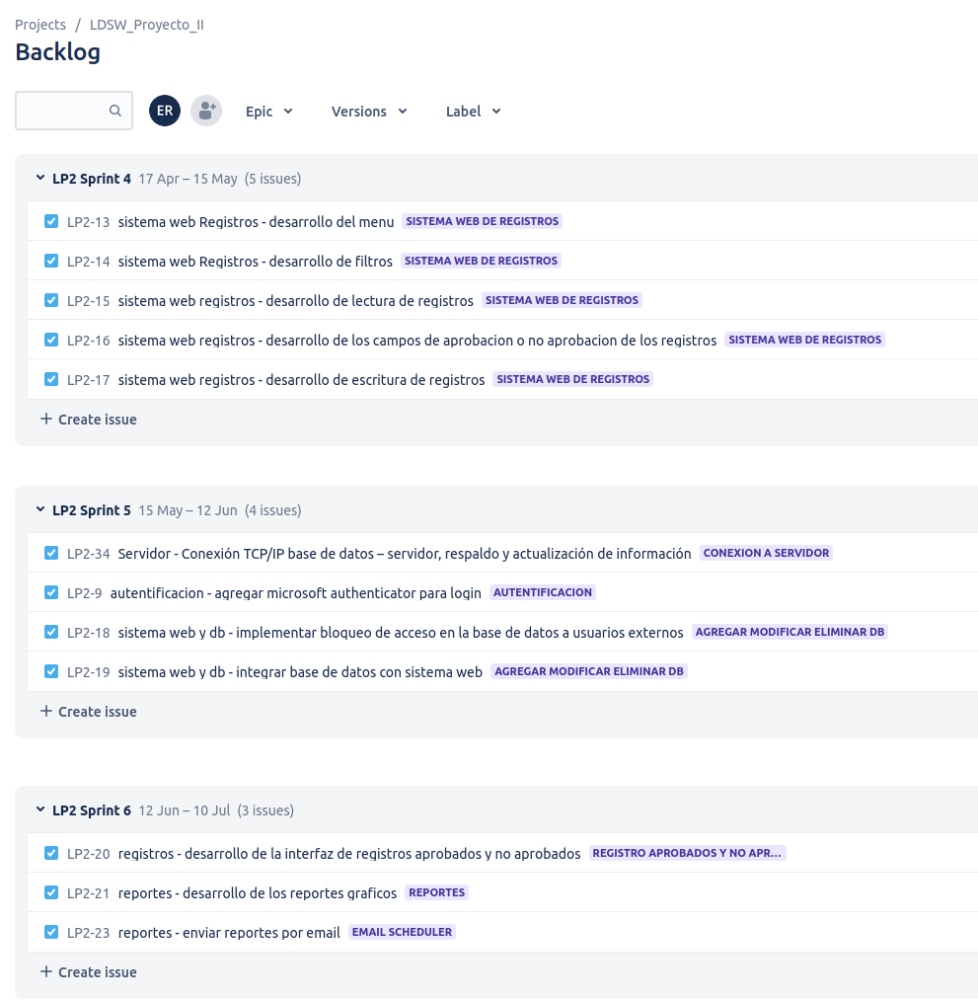 Projects / LDSW_Proyecto_II
Backlog
ER Epic Versions Label
LP2 Sprint 4 17 Apr – 15 May (5 issues)
LP2-13 sistema web Registros - desarrollo del menu SISTEMA WEB DE REGISTROS
LP2-14 sistema web Registros - desarrollo de filtros SISTEMA WEB DE REGISTROS
LP2-15 sistema web registros - desarrollo de lectura de registros SISTEMA WEB DE REGISTROS
LP2-16 sistema web registros - desarrollo de los campos de aprobacion o no aprobacion de los registros SISTEMA WEB DE REGISTROS
LP2-17 sistema web registros - desarrollo de escritura de registros SISTEMA WEB DE REGISTROS
+ Create issue
LP2 Sprint 5 15 May – 12 Jun (4 issues)
LP2-34 Servidor - Conexión TCP/IP base de datos – servidor, respaldo y actualización de información CONEXION A SERVIDOR
LP2-9 autentificacion - agregar microsoft authenticator para login AUTENTIFICACION
LP2-18 sistema web y db - implementar bloqueo de acceso en la base de datos a usuarios externos AGREGAR MODIFICAR ELIMINAR DB
LP2-19 sistema web y db - integrar base de datos con sistema web AGREGAR MODIFICAR ELIMINAR DB
+ Create issue
LP2 Sprint 6 12 Jun – 10 Jul (3 issues)
LP2-20 registros - desarrollo de la interfaz de registros aprobados y no aprobados REGISTRO APROBADOS Y NO APR...
LP2-21 reportes - desarrollo de los reportes graficos REPORTES
LP2-23 reportes - enviar reportes por email EMAIL SCHEDULER
+ Create issue